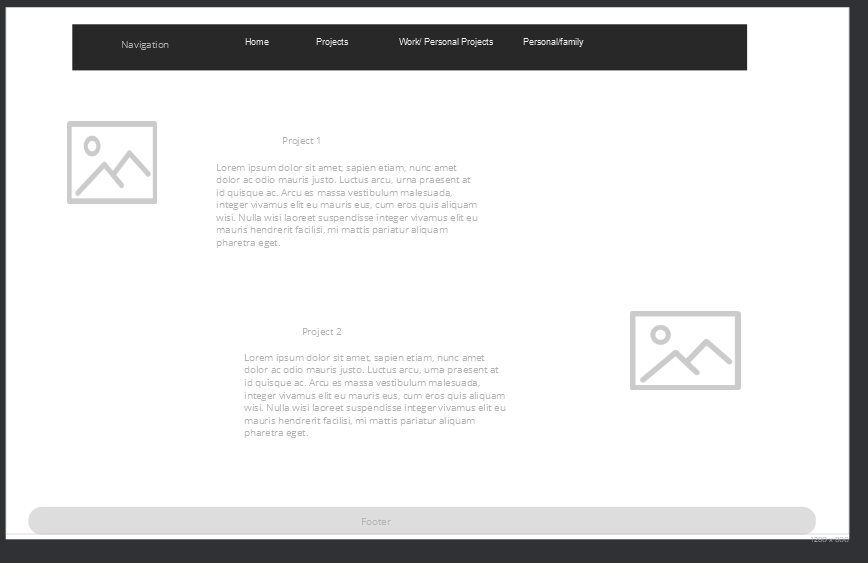 Navigation
Home Projects Work/ Personal Projects Personal/family
Project 1
Lorem ipsum dolor sit amet, sapien etiam, nunc amet
dolor ac odio mauris justo. Luctus arcu, urna praesent at
id quisque ac. Arcu es massa vestibulum malesuada,
integer vivamus elit eu mauris eus, cum eros quis aliquam
wisi. Nulla wisi laoreet suspendisse integer vivamus elit eu
mauris hendrerit facilisi, mi mattis pariatur aliquam
pharetra eget.
Project 2
Lorem ipsum dolor sit amet, sapien etiam, nunc amet
dolor ac odio mauris justo. Luctus arcu, urna praesent at
id quisque ac. Arcu es massa vestibulum malesuada,
integer vivamus elit eu mauris eus, cum eros quis aliquam
wisi. Nulla wisi laoreet suspendisse integer vivamus elit eu
mauris hendrerit facilisi, mi mattis pariatur aliquam
pharetra eget.
Footer